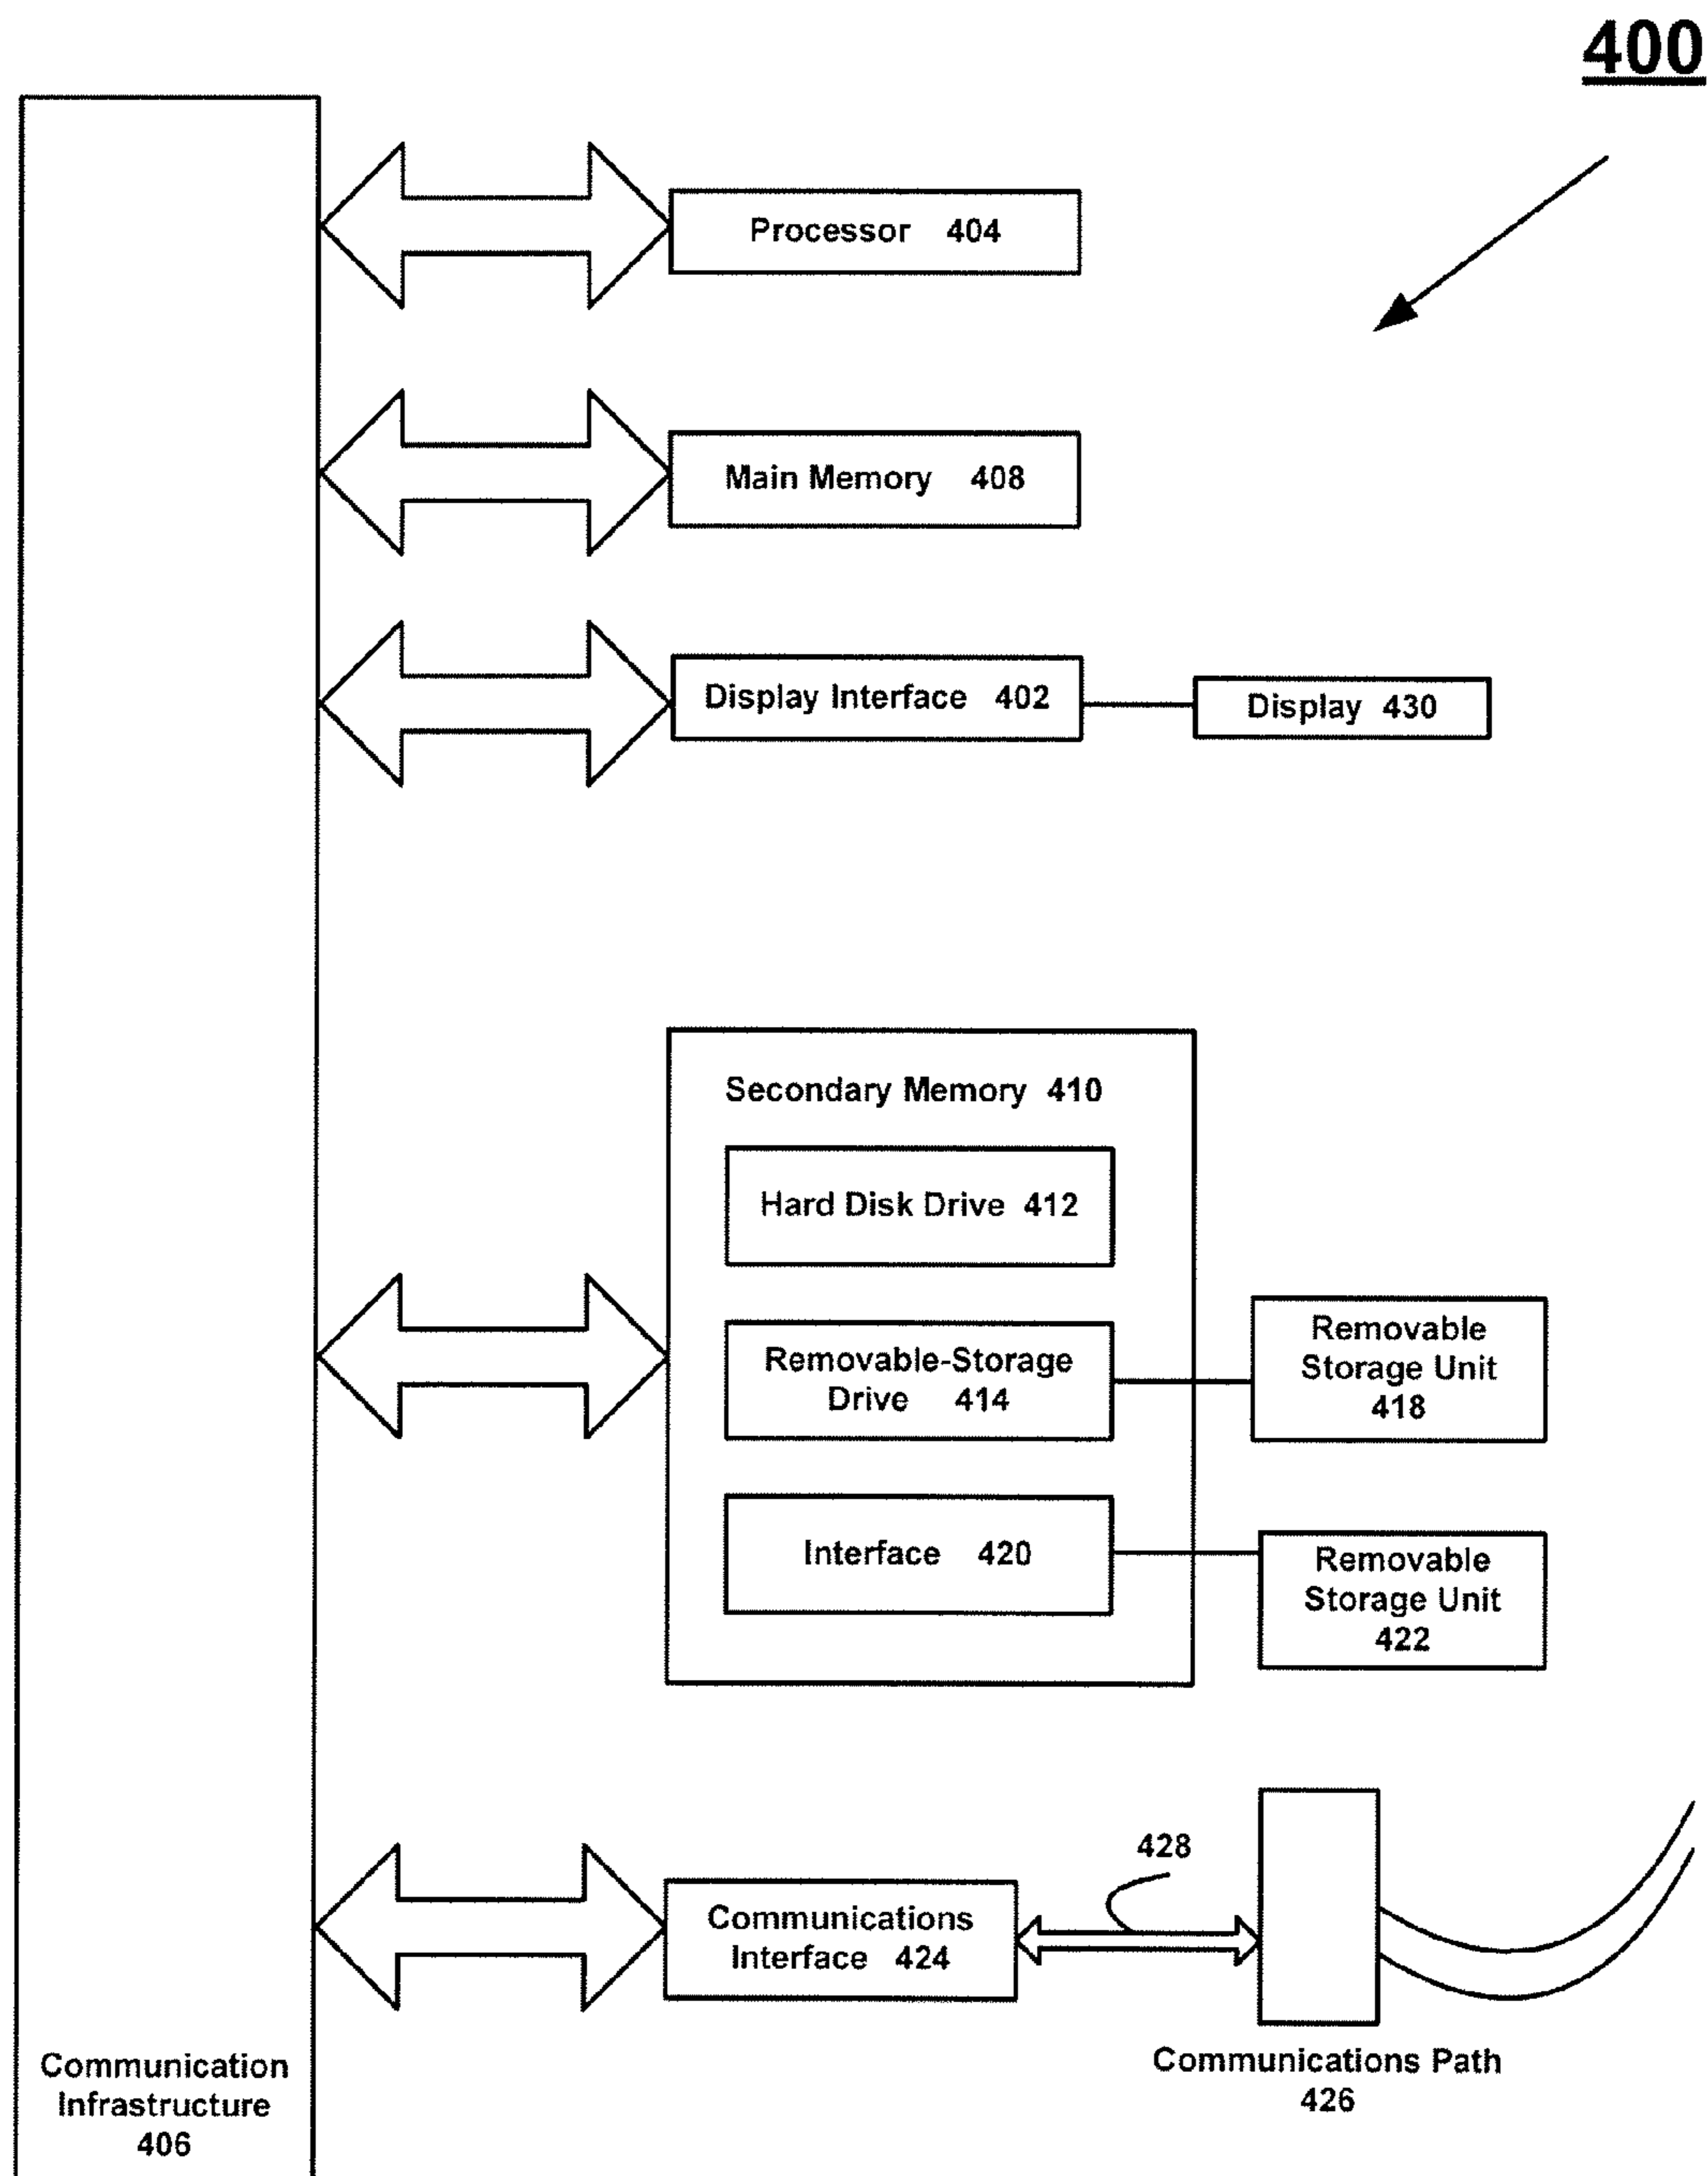 400
Processor 404
Main Memory 408
Display Interface 402
Display 430
Secondary Memory 410
Hard Disk Drive 412
Removable-Storage
Drive 414
Removable
Storage Unit
418
Interface 420
Removable
Storage Unit
422
428
Communications
Interface 424
Communications Path
426
Communication
Infrastructure
406